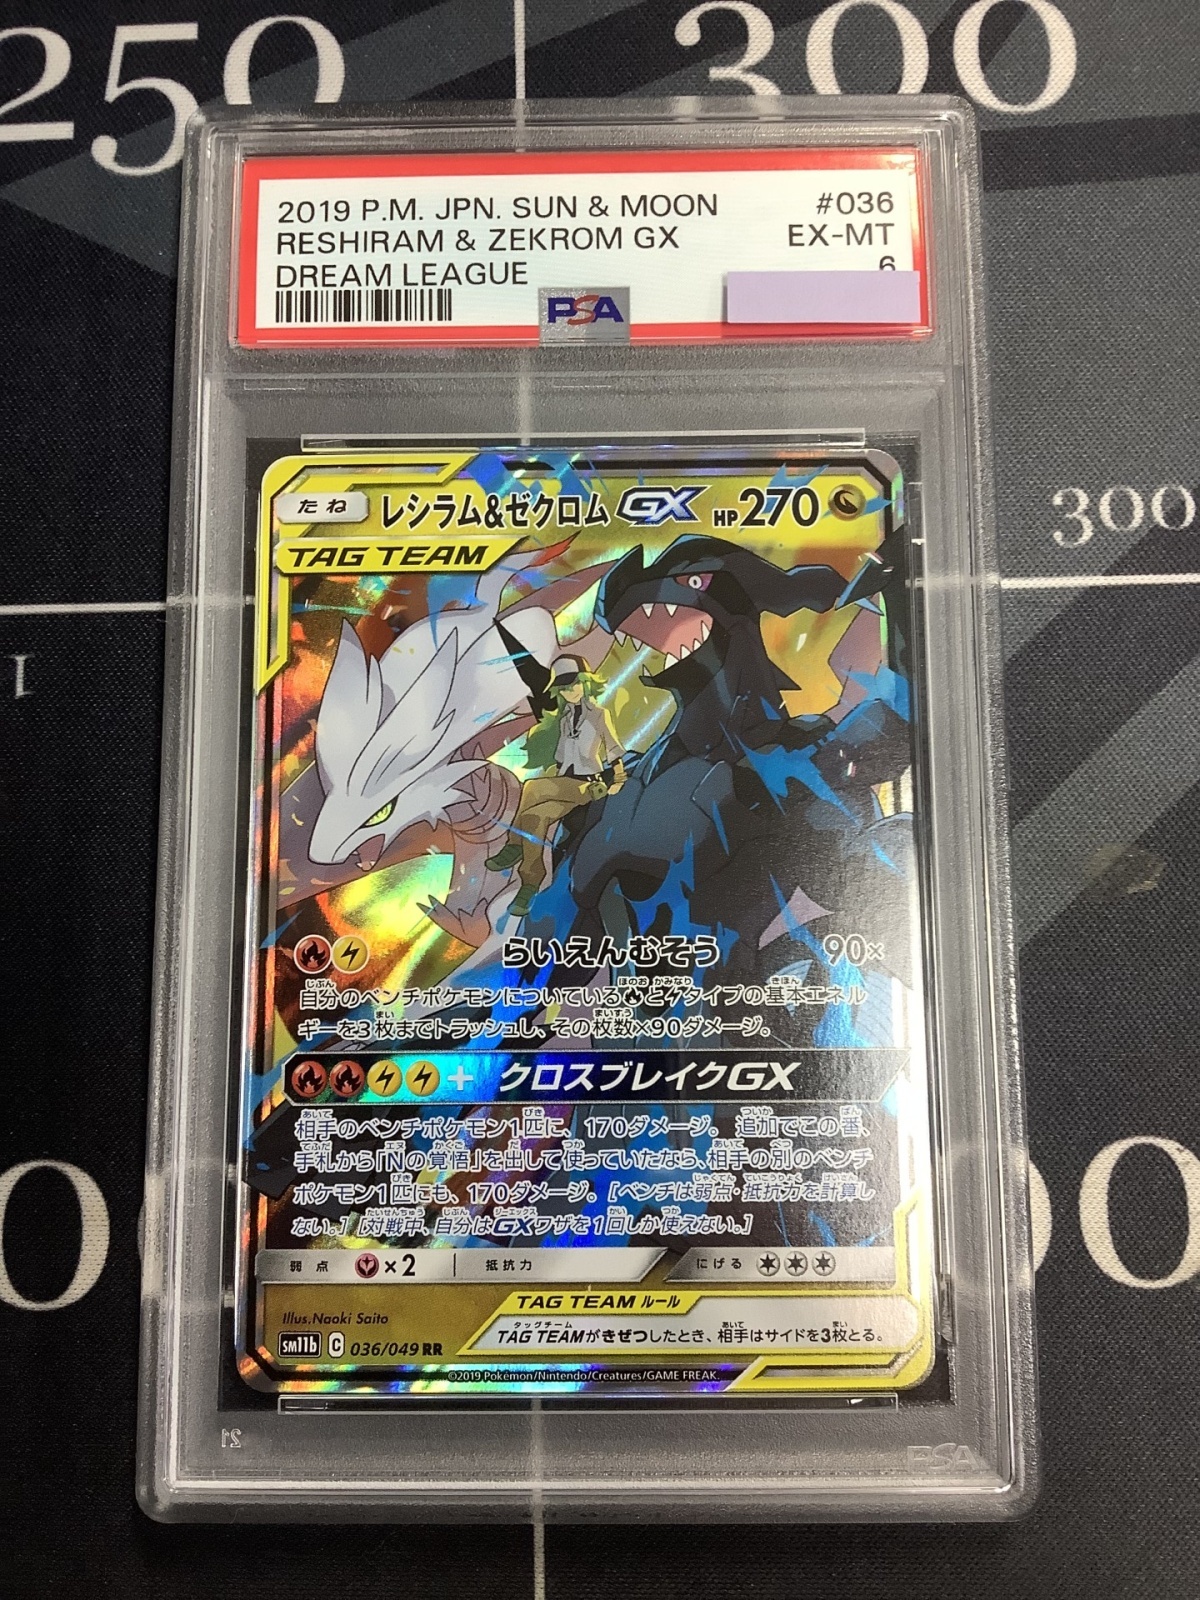 250
300
2019 P.M. JPN. SUN & MOON #036
RESHIRAM & ZEKROM GX EX-MT
DREAM LEAGUE 6
PSA
たね レシラム&ゼクロムGX HP270
TAG TEAM
300
1
らいえんむそう 90×
自分のベンチポケモンについているとタイプの基本エネル
ギーを3枚までトラッシュし、その枚数×90ダメージ。
+ クロスブレイクGX
相手のベンチポケモン1匹に、170ダメージ。追加でこの番、
手札から「Nの覚悟」を出して使っていたなら、相手の別のベンチ
ポケモン1匹にも、170ダメージ。[ベンチは弱点・抵抗力を計算し
ない。] [対戦中、自分はGXワザを1回しか使えない。]
弱点 ×2 抵抗力 にげる
TAG TEAM ルール
TAG TEAMがきぜつしたとき、相手はサイドを3枚とる。
Illus.Naoki Saito
sm11b C 036/049 RR
©2019 Pokémon/Nintendo/Creatures/GAME FREAK.
21
PSA